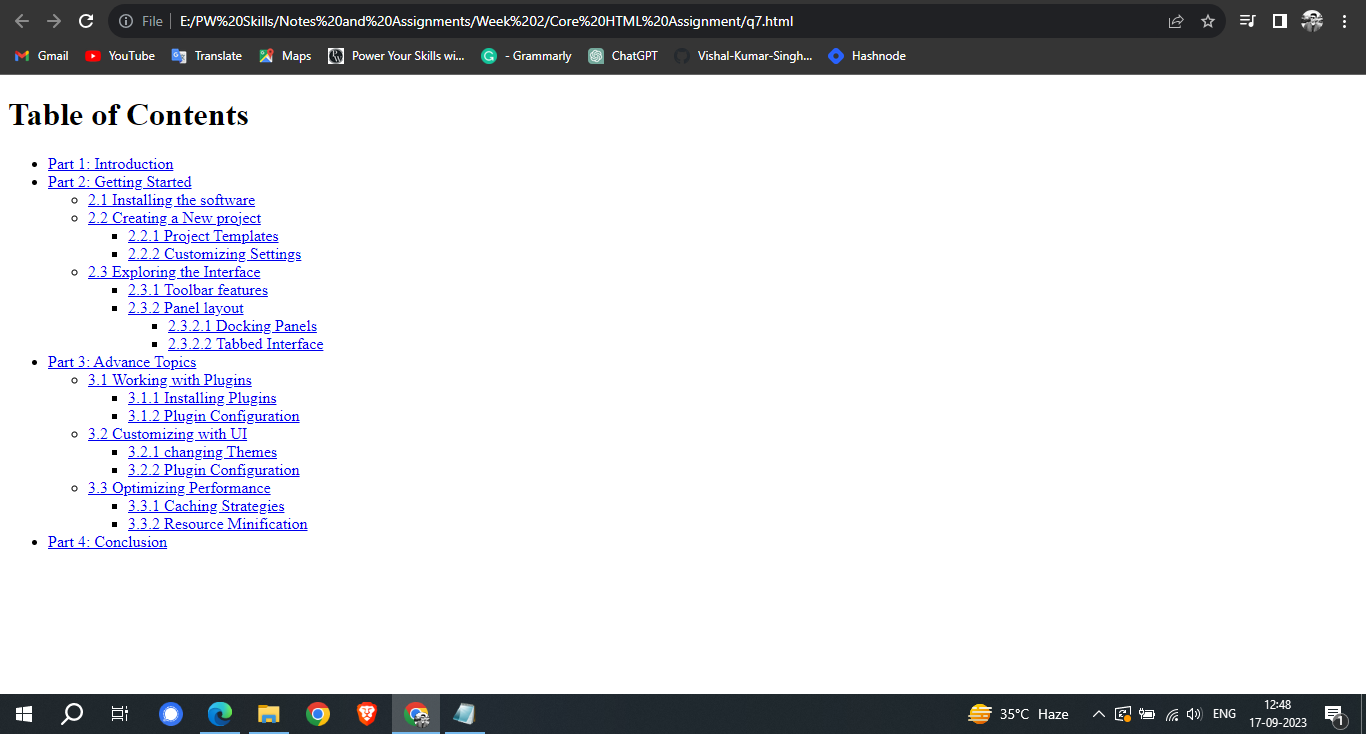 File E:/PW%20Skills/Notes%20and%20Assignments/Week%202/Core%20HTML%20Assignment/q7.html
Gmail YouTube Translate Maps Power Your Skills wi... - Grammarly ChatGPT Vishal-Kumar-Singh... Hashnode
Table of Contents
Part 1: Introduction
Part 2: Getting Started
2.1 Installing the software
2.2 Creating a New project
2.2.1 Project Templates
2.2.2 Customizing Settings
2.3 Exploring the Interface
2.3.1 Toolbar features
2.3.2 Panel layout
2.3.2.1 Docking Panels
2.3.2.2 Tabbed Interface
Part 3: Advance Topics
3.1 Working with Plugins
3.1.1 Installing Plugins
3.1.2 Plugin Configuration
3.2 Customizing with UI
3.2.1 changing Themes
3.2.2 Plugin Configuration
3.3 Optimizing Performance
3.3.1 Caching Strategies
3.3.2 Resource Minification
Part 4: Conclusion
35°C Haze ENG 12:48
17-09-2023 1